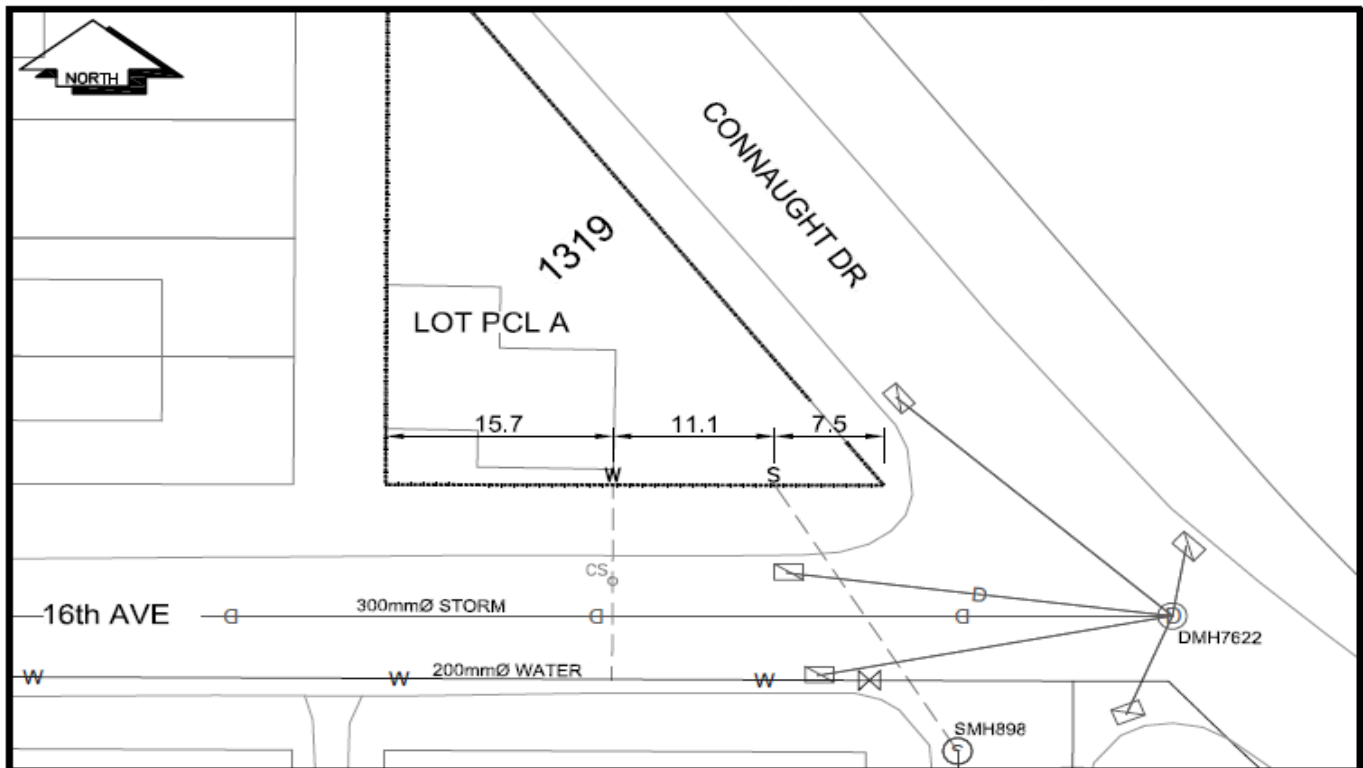 NORTH
CONNAUGHT DR
1319
LOT PCL A
15.7
11.1
7.5
W
S
CS
D
16th AVE
D
300mmØ STORM
D
D
D
DMH7622
W
W
200mmØ WATER
W
SMH898
S